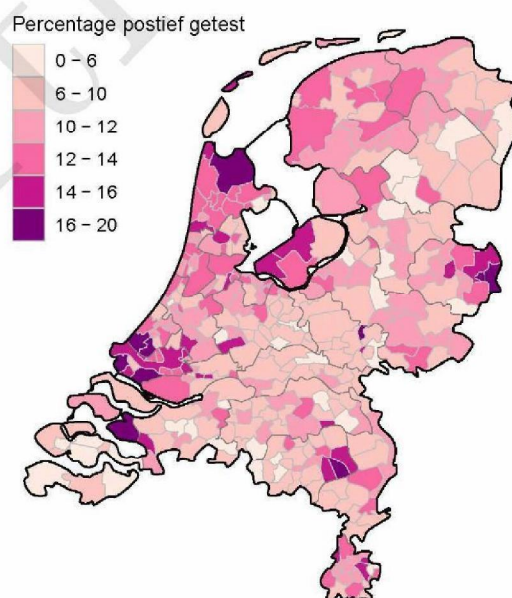 Percentage postief getest
0 – 6
6 – 10
10 – 12
12 – 14
14 – 16
16 – 20